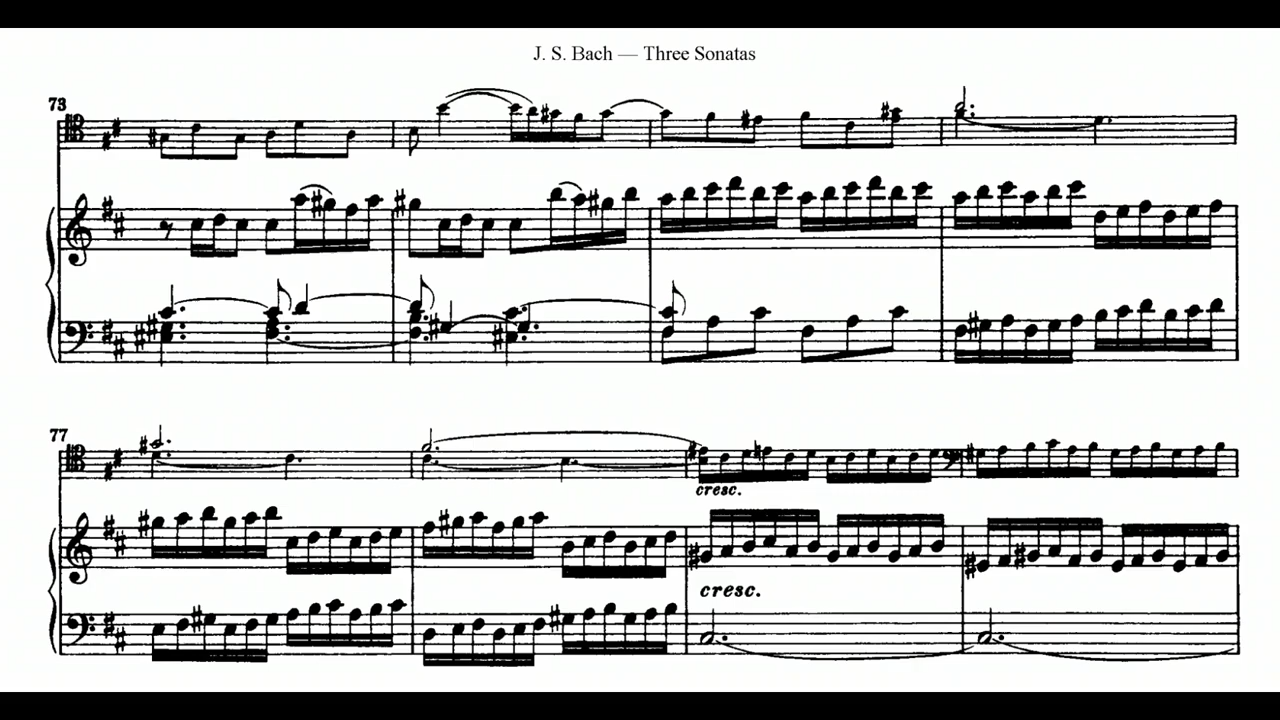 J. S. Bach — Three Sonatas
73
77
cresc.
cresc.